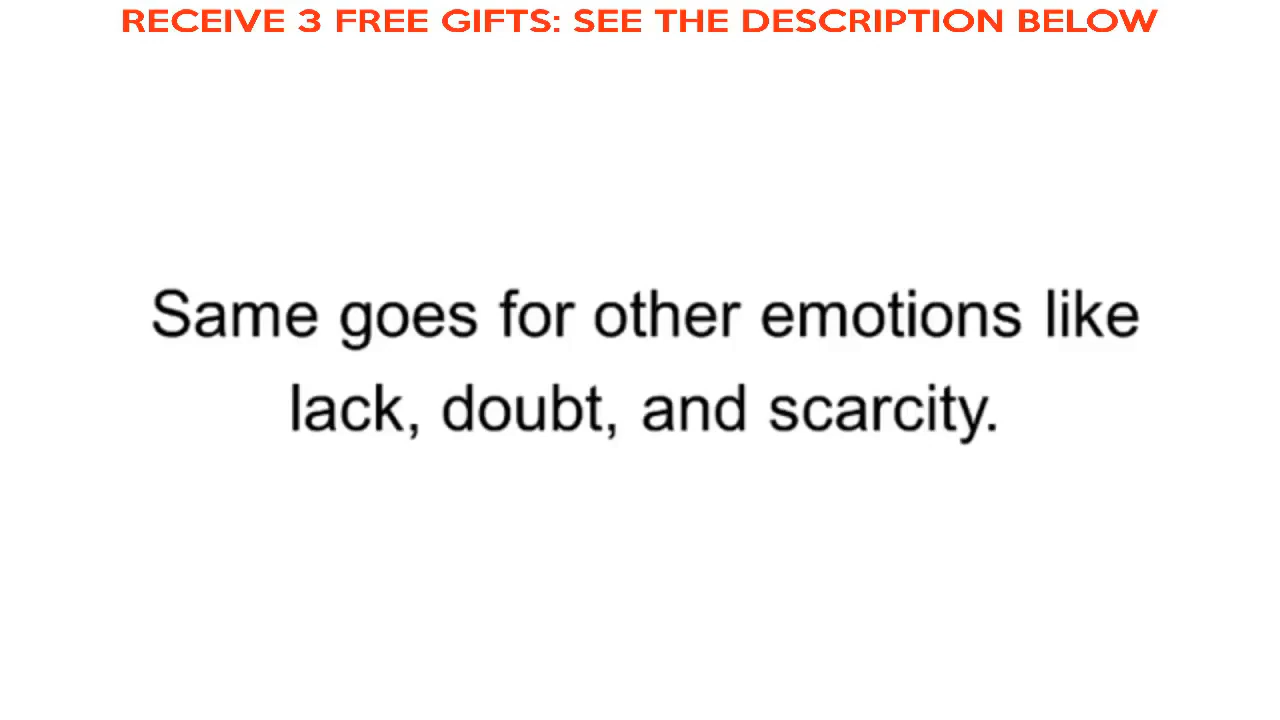 RECEIVE 3 FREE GIFTS: SEE THE DESCRIPTION BELOW
Same goes for other emotions like
lack, doubt, and scarcity.